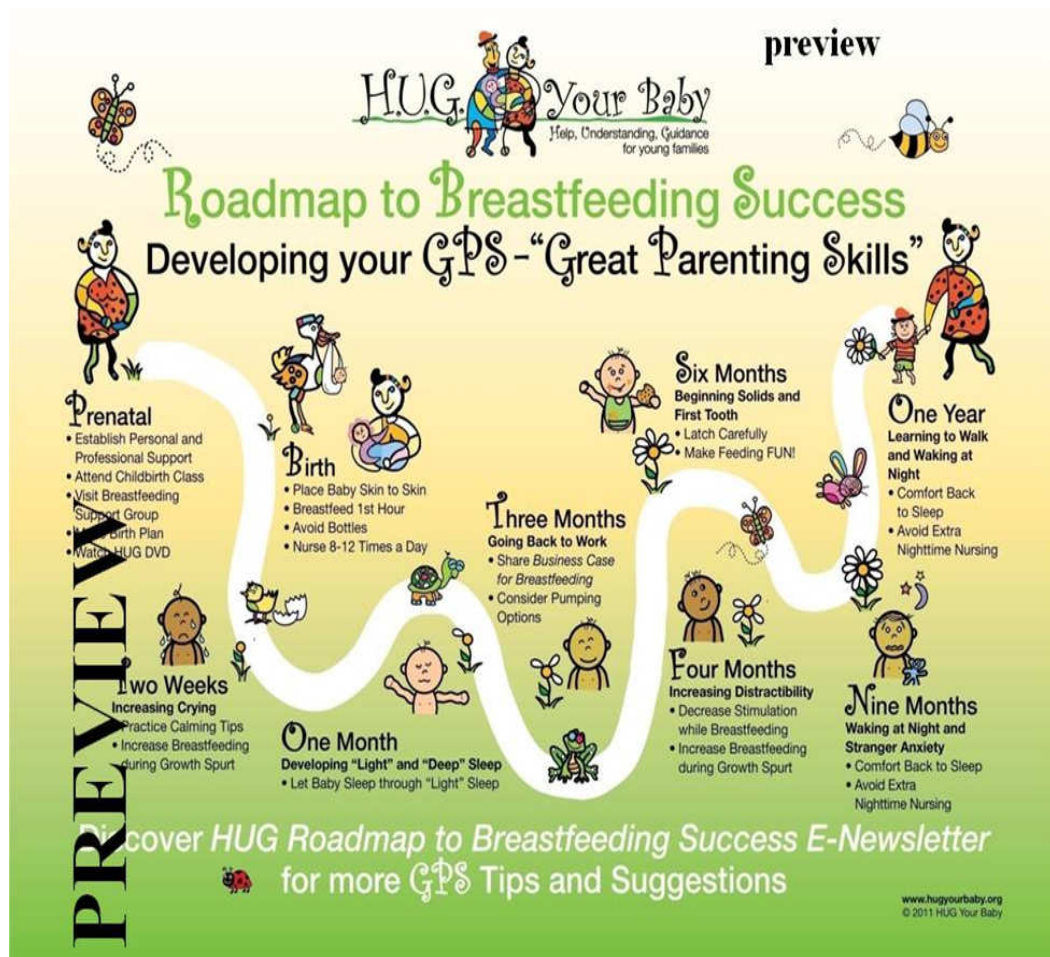 preview
H.U.G. Your Baby
Help, Understanding, Guidance
for young families
Roadmap to Breastfeeding Success
Developing your GPS - “Great Parenting Skills”
Prenatal
• Establish Personal and
Professional Support
• Attend Childbirth Class
• Visit Breastfeeding
Support Group
Birth Plan
• Watch HUG DVD
Birth
• Place Baby Skin to Skin
• Breastfeed 1st Hour
• Avoid Bottles
• Nurse 8-12 Times a Day
Two Weeks
Increasing Crying
• Practice Calming Tips
• Increase Breastfeeding
during Growth Spurt
One Month
Developing “Light” and “Deep” Sleep
• Let Baby Sleep through “Light” Sleep
Three Months
Going Back to Work
• Share Business Case
for Breastfeeding
• Consider Pumping
Options
Four Months
Increasing Distractibility
• Decrease Stimulation
while Breastfeeding
• Increase Breastfeeding
during Growth Spurt
Six Months
Beginning Solids and
First Tooth
• Latch Carefully
• Make Feeding FUN!
Nine Months
Waking at Night and
Stranger Anxiety
• Comfort Back to Sleep
• Avoid Extra
Nighttime Nursing
One Year
Learning to Walk
and Waking at
Night
• Comfort Back
to Sleep
• Avoid Extra
Nighttime Nursing
Discover HUG Roadmap to Breastfeeding Success E-Newsletter
for more GPS Tips and Suggestions
www.hugyourbaby.org
© 2011 HUG Your Baby
PREVIEW